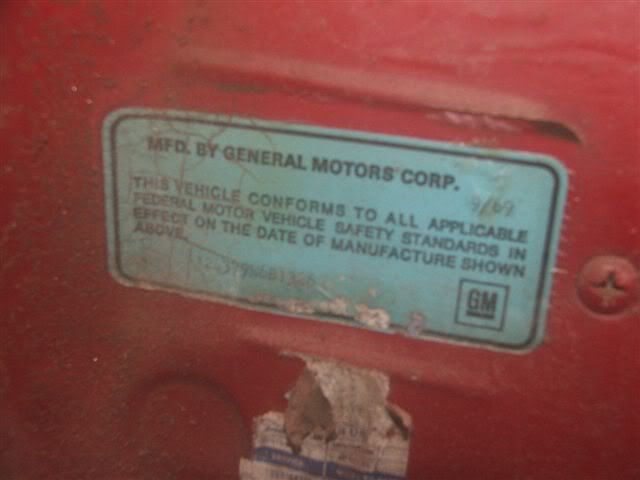 MFD. BY GENERAL MOTORS CORP.
9/69
THIS VEHICLE CONFORMS TO ALL APPLICABLE
FEDERAL MOTOR VEHICLE SAFETY STANDARDS IN
EFFECT ON THE DATE OF MANUFACTURE SHOWN
ABOVE
GM